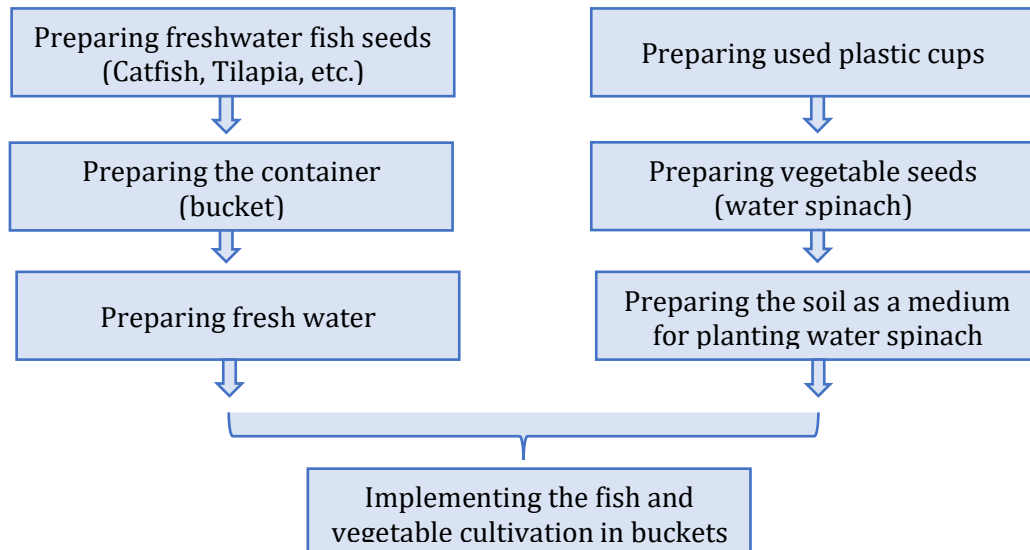 Preparing freshwater fish seeds
(Catfish, Tilapia, etc.)
Preparing the container
(bucket)
Preparing fresh water
Preparing used plastic cups
Preparing vegetable seeds
(water spinach)
Preparing the soil as a medium
for planting water spinach
Implementing the fish and
vegetable cultivation in buckets